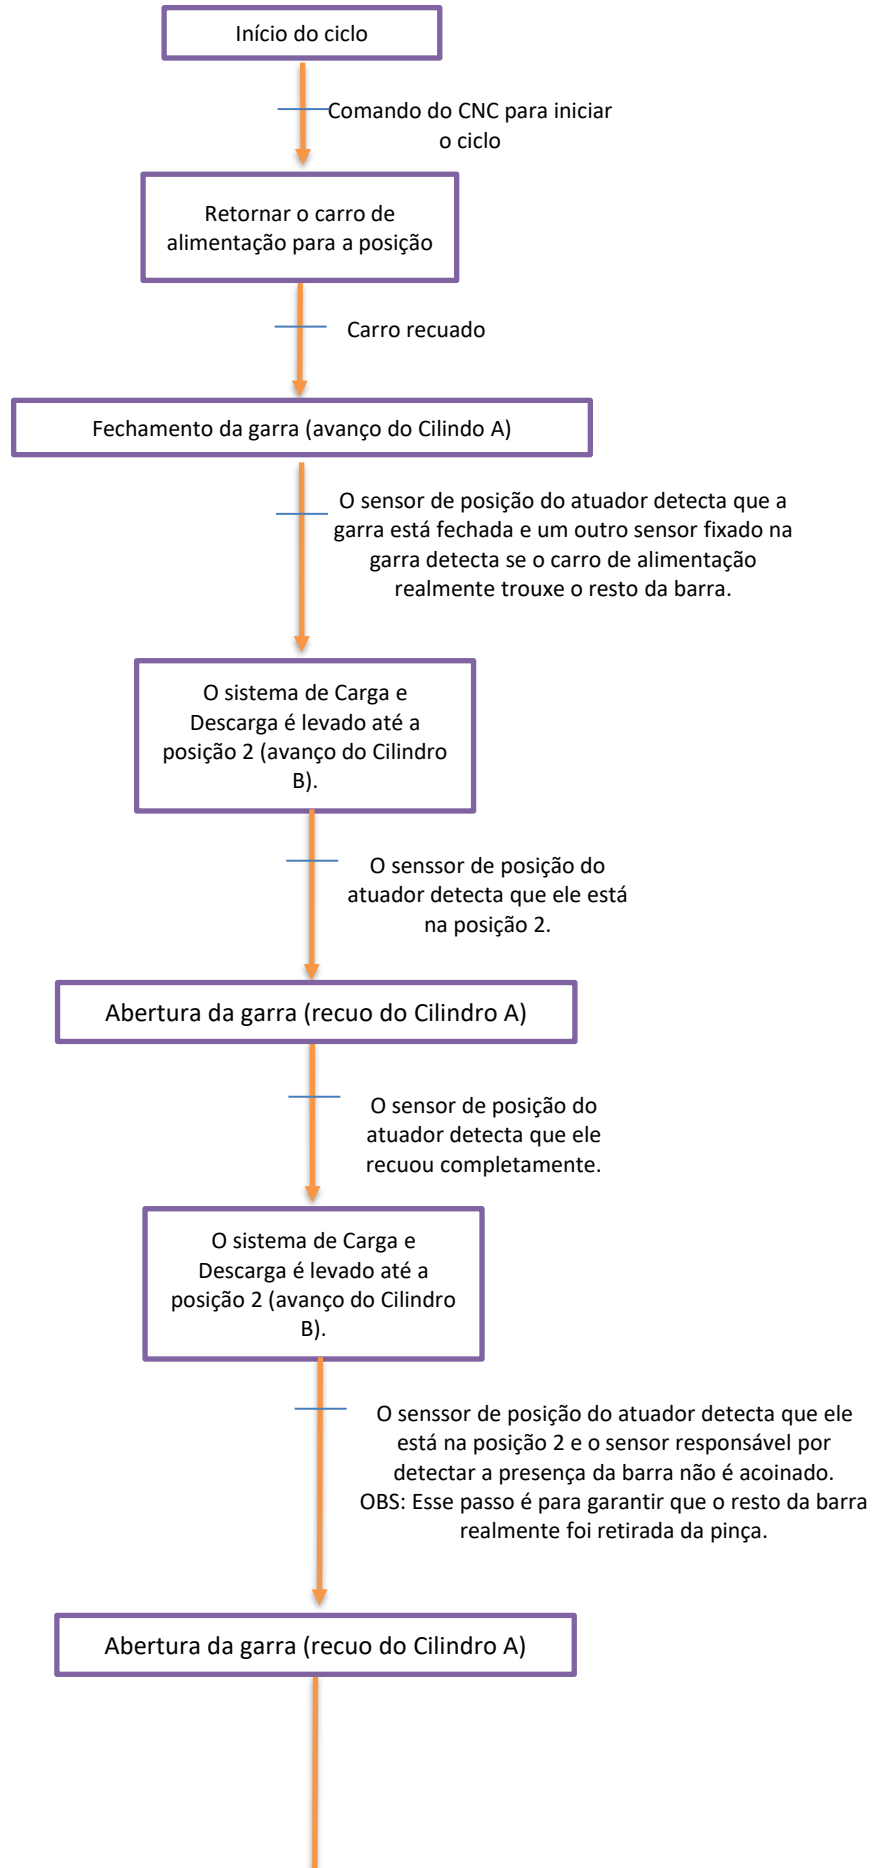 Início do ciclo
Comando do CNC para iniciar
o ciclo
Retornar o carro de
alimentação para a posição
Carro recuado
Fechamento da garra (avanço do Cilindo A)
O sensor de posição do atuador detecta que a
garra está fechada e um outro sensor fixado na
garra detecta se o carro de alimentação
realmente trouxe o resto da barra.
O sistema de Carga e
Descarga é levado até a
posição 2 (avanço do Cilindro
B).
O senssor de posição do
atuador detecta que ele está
na posição 2.
Abertura da garra (recuo do Cilindro A)
O sensor de posição do
atuador detecta que ele
recuou completamente.
O sistema de Carga e
Descarga é levado até a
posição 2 (avanço do Cilindro
B).
O senssor de posição do atuador detecta que ele
está na posição 2 e o sensor responsável por
detectar a presença da barra não é acoinado.
OBS: Esse passo é para garantir que o resto da barra
realmente foi retirada da pinça.
Abertura da garra (recuo do Cilindro A)